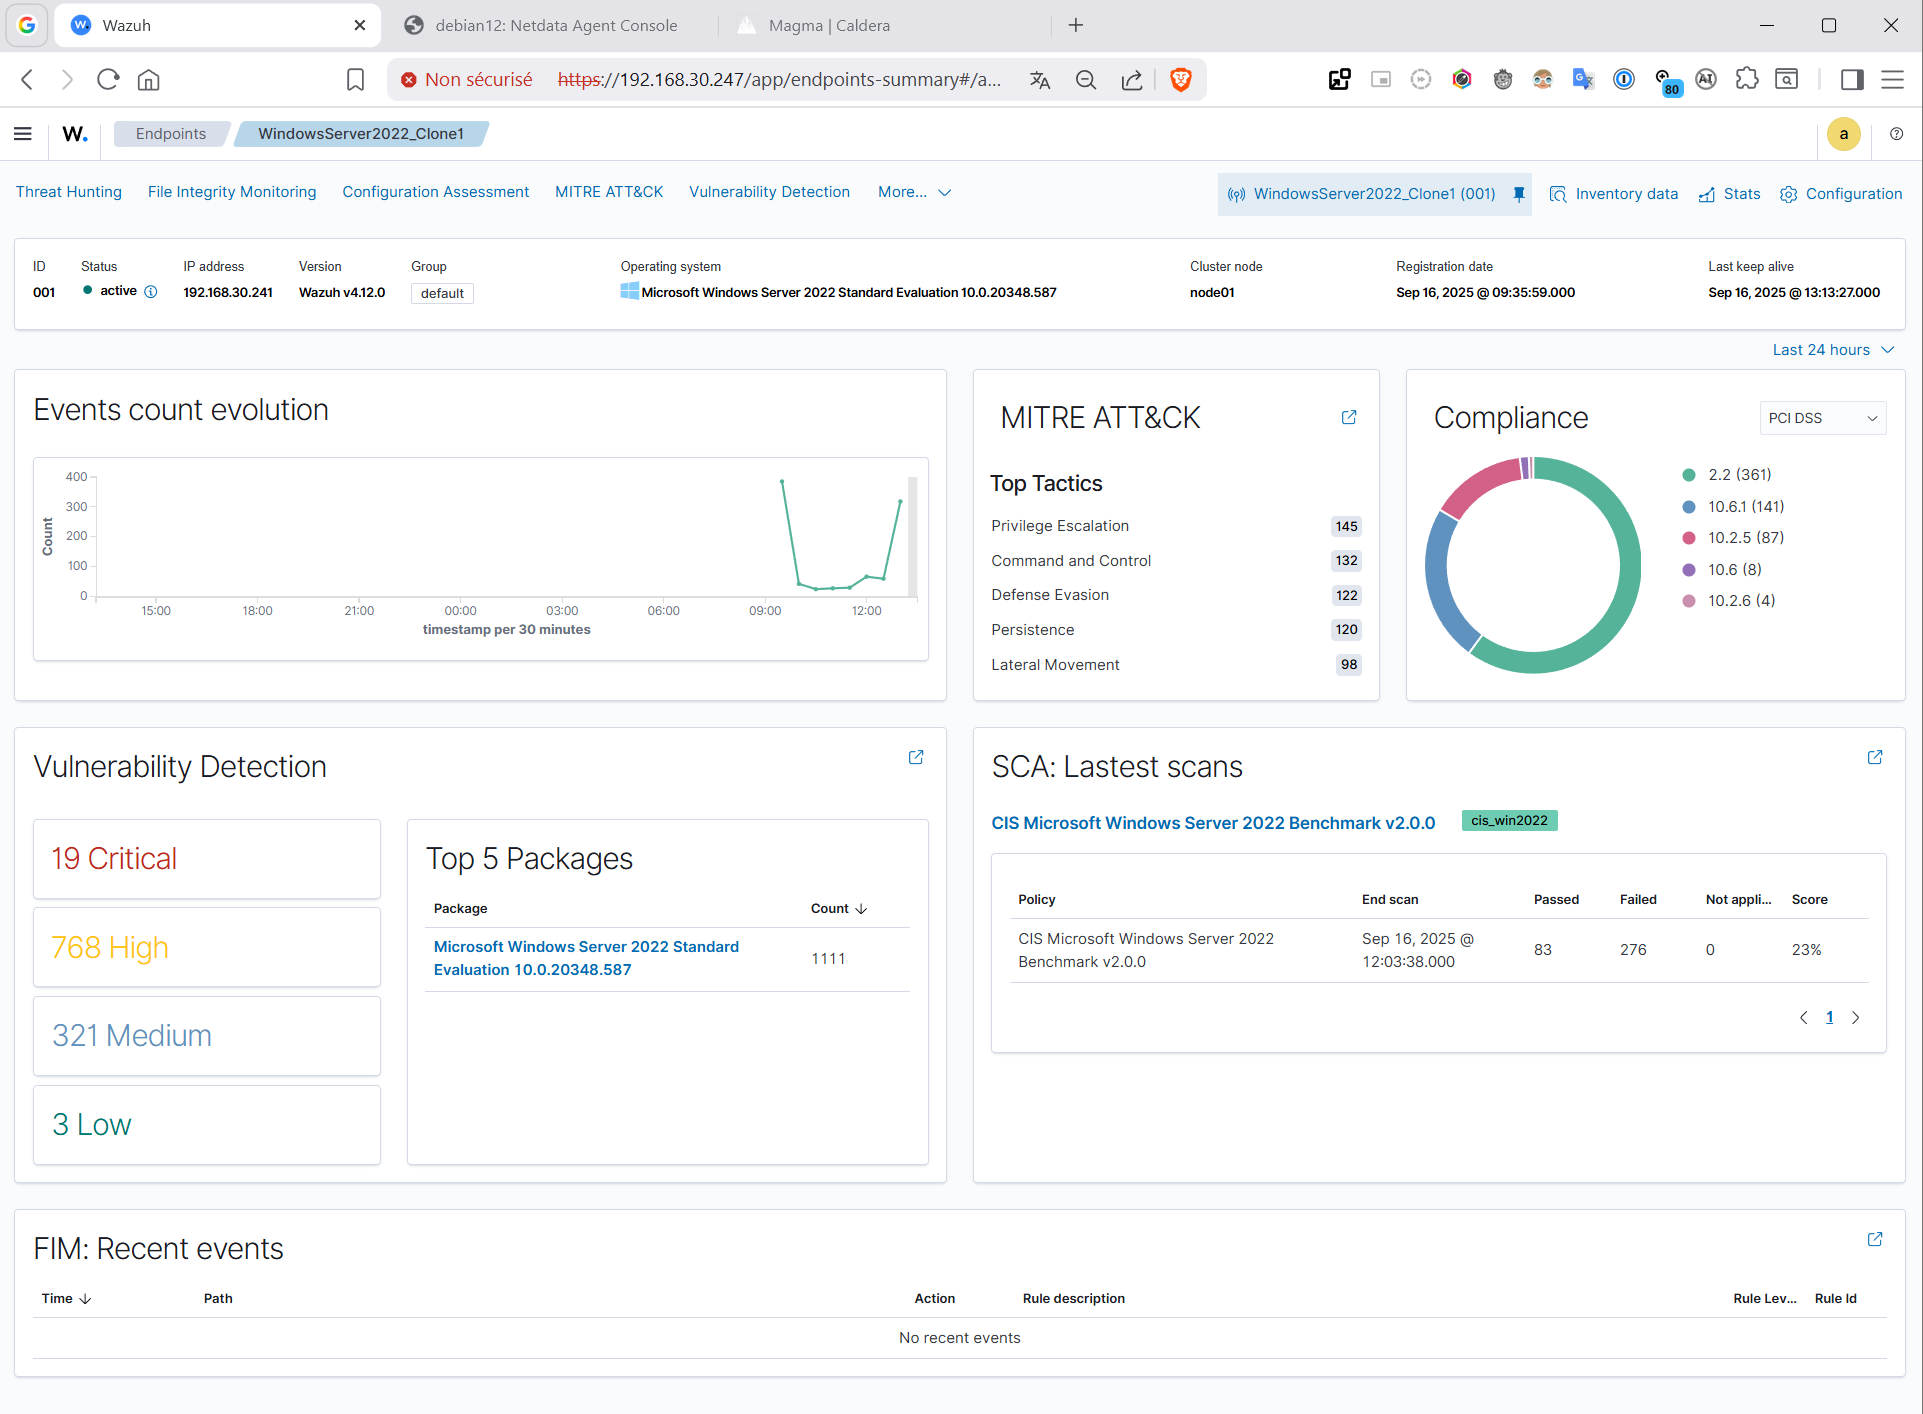 Wazuh
debian12: Netdata Agent Console
Magma | Caldera
Non sécurisé https://192.168.30.247/app/endpoints-summary#/a...
80
W. Endpoints WindowsServer2022_Clone1 a
Threat Hunting File Integrity Monitoring Configuration Assessment MITRE ATT&CK Vulnerability Detection More... WindowsServer2022_Clone1 (001) Inventory data Stats Configuration
ID Status IP address Version Group Operating system Cluster node Registration date Last keep alive
001 active 192.168.30.241 Wazuh v4.12.0 default Microsoft Windows Server 2022 Standard Evaluation 10.0.20348.587 node01 Sep 16, 2025 @ 09:35:59.000 Sep 16, 2025 @ 13:13:27.000
Last 24 hours
Events count evolution
400
300
200
100
0
Count
15:00 18:00 21:00 00:00 03:00 06:00 09:00 12:00
timestamp per 30 minutes
MITRE ATT&CK
Top Tactics
Privilege Escalation 145
Command and Control 132
Defense Evasion 122
Persistence 120
Lateral Movement 98
Compliance PCI DSS
2.2 (361)
10.6.1 (141)
10.2.5 (87)
10.6 (8)
10.2.6 (4)
Vulnerability Detection
19 Critical
768 High
321 Medium
3 Low
Top 5 Packages
Package Count
Microsoft Windows Server 2022 Standard
Evaluation 10.0.20348.587 1111
SCA: Lastest scans
CIS Microsoft Windows Server 2022 Benchmark v2.0.0 cis_win2022
Policy End scan Passed Failed Not appli... Score
CIS Microsoft Windows Server 2022 Sep 16, 2025 @
Benchmark v2.0.0 12:03:38.000 83 276 0 23%
1
FIM: Recent events
Time Path Action Rule description Rule Lev... Rule Id
No recent events